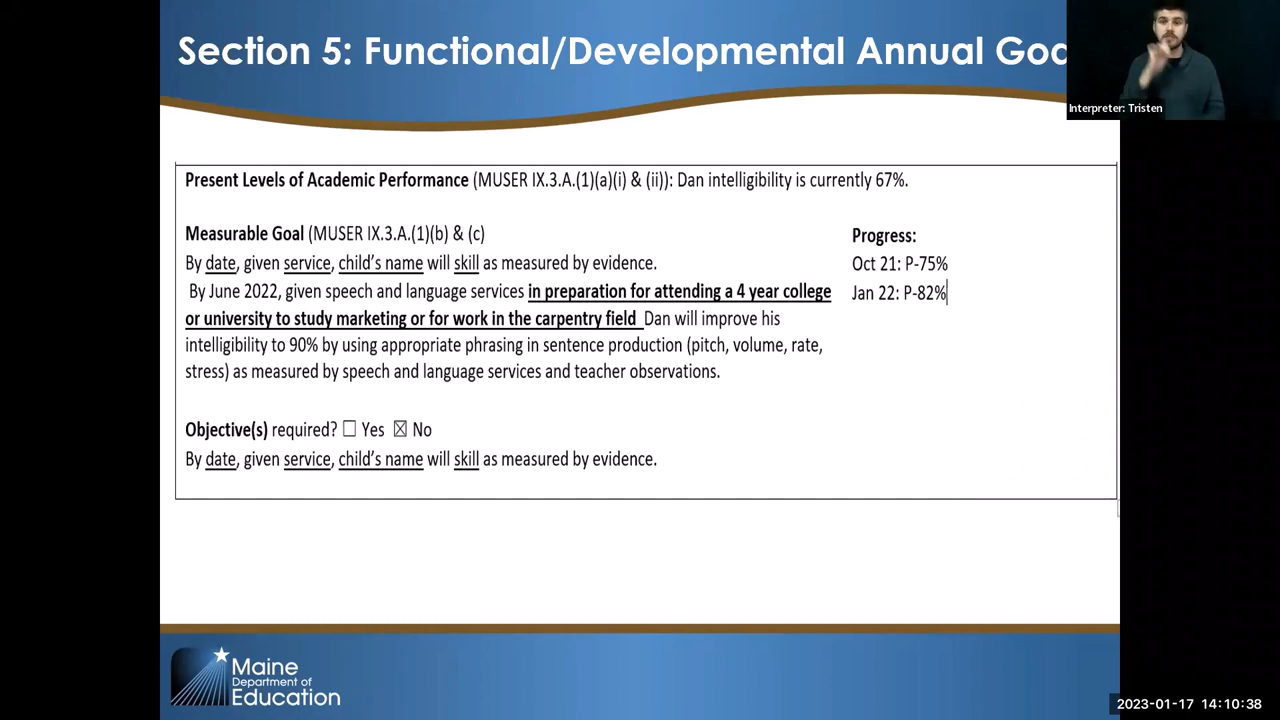 Section 5: Functional/Developmental Annual Goa
Interpreter: Tristen
Present Levels of Academic Performance (MUSER IX.3.A.(1)(a)(i) & (ii)): Dan intelligibility is currently 67%.
Measurable Goal (MUSER IX.3.A.(1)(b) & (c)
By date, given service, child's name will skill as measured by evidence.
By June 2022, given speech and language services in preparation for attending a 4 year college
or university to study marketing or for work in the carpentry field Dan will improve his
intelligibility to 90% by using appropriate phrasing in sentence production (pitch, volume, rate,
stress) as measured by speech and language services and teacher observations.
Progress:
Oct 21: P-75%
Jan 22: P-82%
Objective(s) required? ☐ Yes ☒ No
By date, given service, child's name will skill as measured by evidence.
Maine
Department of
Education
2023-01-17 14:10:38